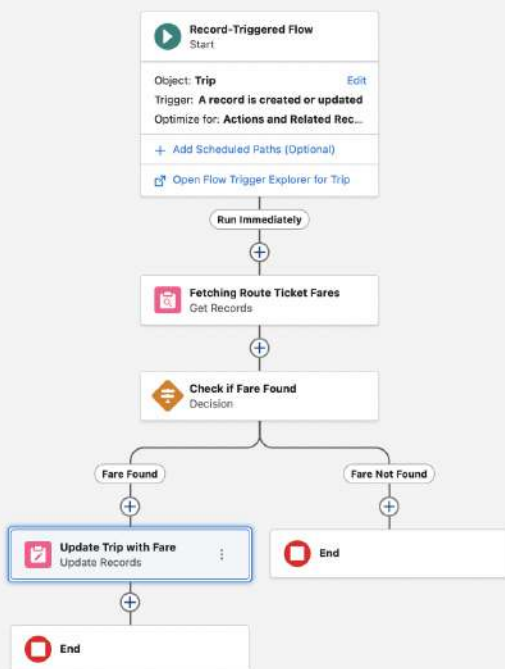 Record-Triggered Flow
Start
Object: Trip Edit
Trigger: A record is created or updated
Optimize for: Actions and Related Rec...
+ Add Scheduled Paths (Optional)
Open Flow Trigger Explorer for Trip
Run Immediately
Fetching Route Ticket Fares
Get Records
Check if Fare Found
Decision
Fare Found Fare Not Found
Update Trip with Fare
Update Records
End
End